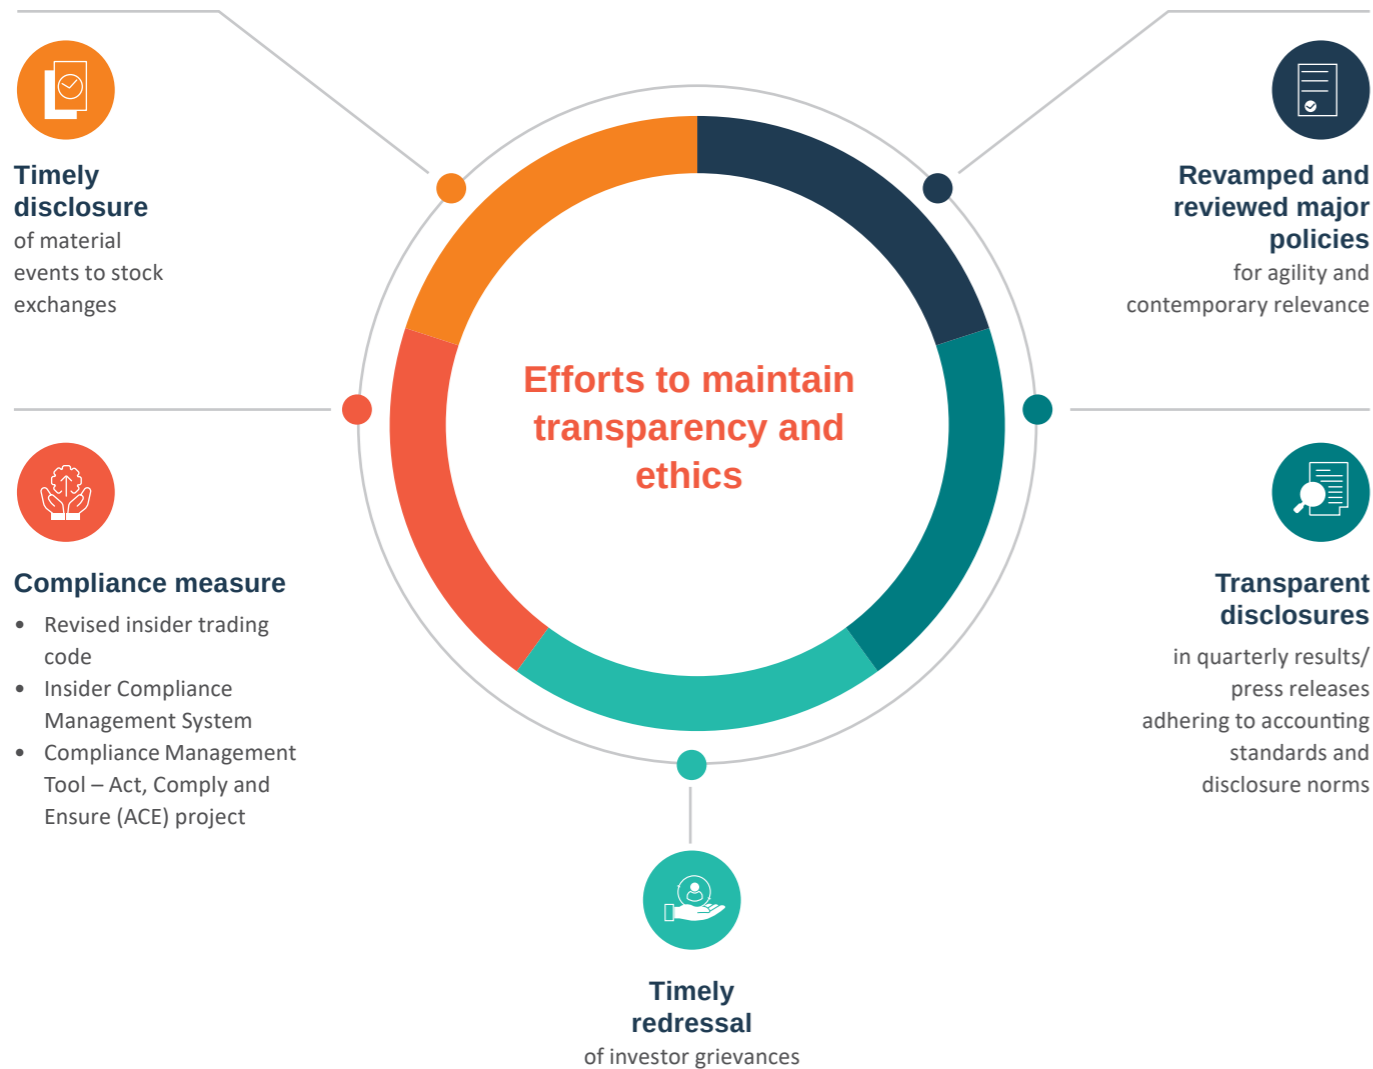 Timely
disclosure
of material
events to stock
exchanges
Revamped and
reviewed major
policies
for agility and
contemporary relevance
Efforts to maintain
transparency and
ethics
Compliance measure
• Revised insider trading
code
• Insider Compliance
Management System
• Compliance Management
Tool – Act, Comply and
Ensure (ACE) project
Transparent
disclosures
in quarterly results/
press releases
adhering to accounting
standards and
disclosure norms
Timely
redressal
of investor grievances